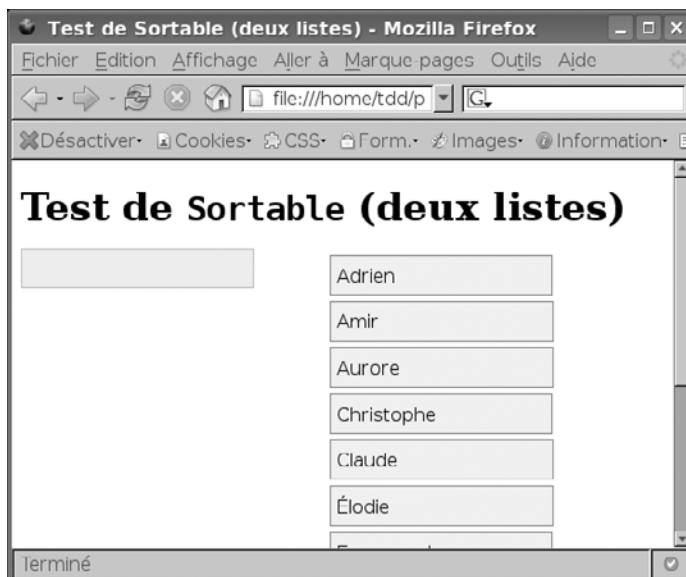 Test de Sortable (deux listes) - Mozilla Firefox
Fichier Edition Affichage Aller à Marque-pages Outils Aide
file:///home/tdd/p G
Désactiver Cookies CSS Form. Images Information
Test de Sortable (deux listes)
Adrien
Amir
Aurore
Christophe
Claude
Élodie
Terminé